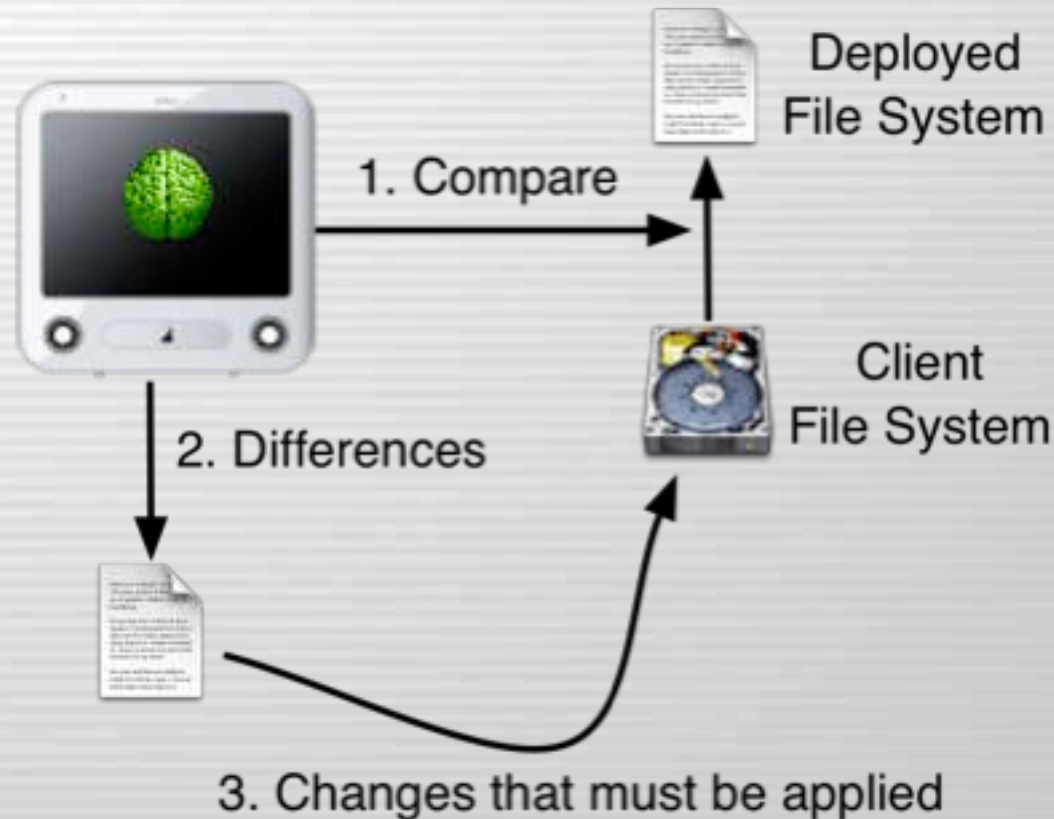 Deployed
File System
1. Compare
Client
File System
2. Differences
3. Changes that must be applied